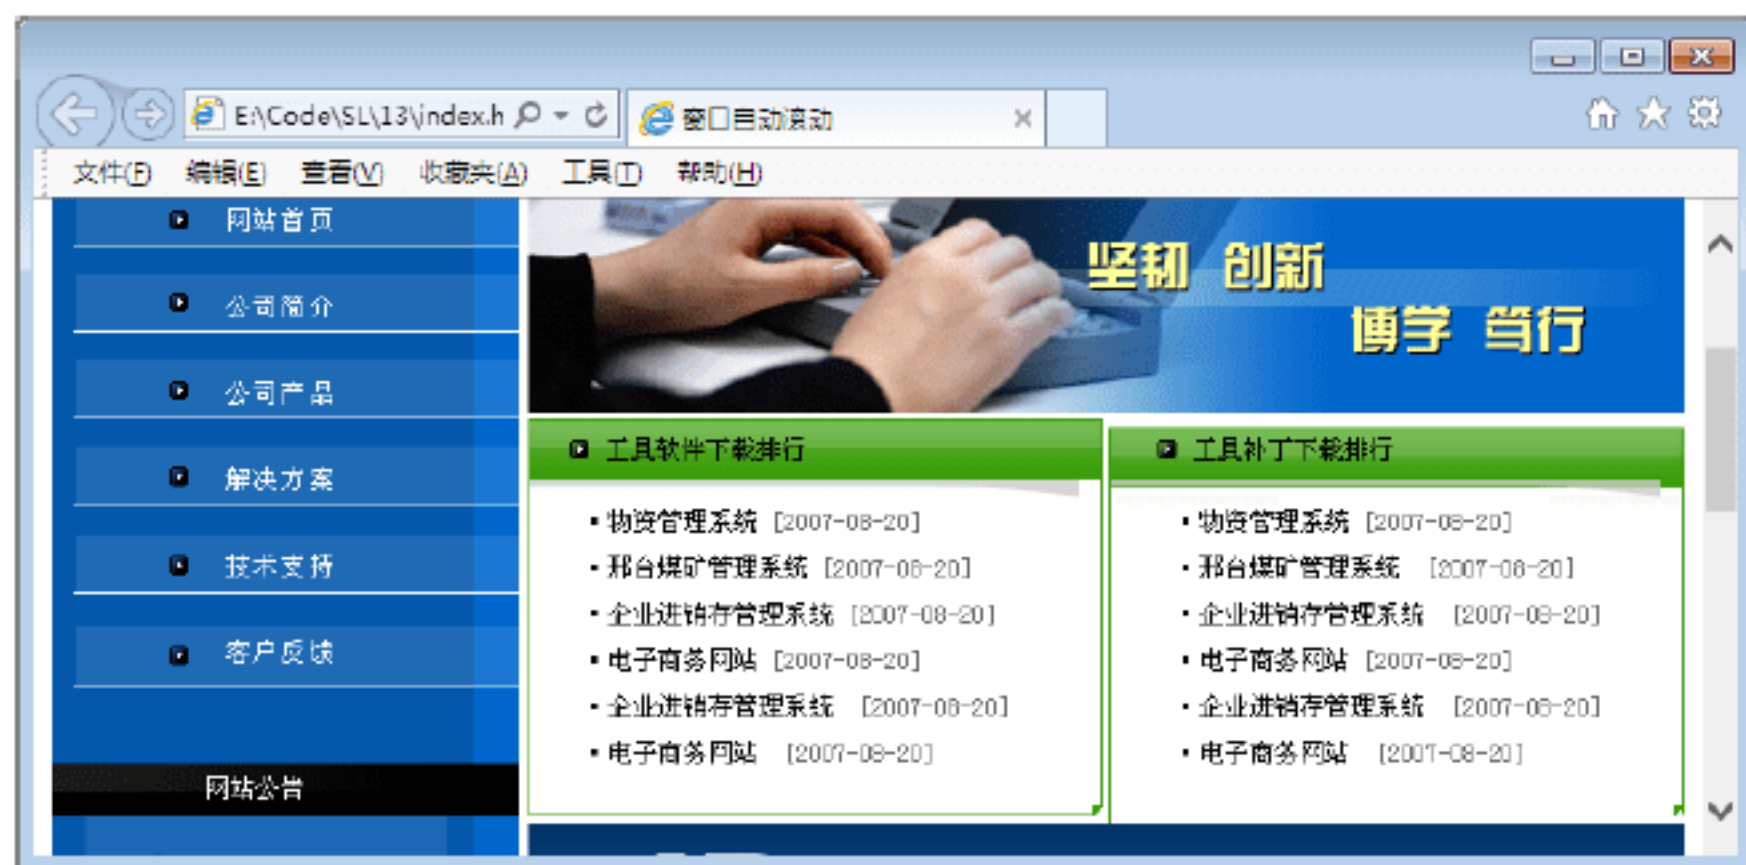 E:\Code\SL\13\index.h
窗口自动滚动
文件(F) 编辑(E) 查看(V) 收藏夹(A) 工具(T) 帮助(H)
网站首页
公司简介
公司产品
解决方案
技术支持
客户反馈
网站公告
坚韧 创新
博学 笃行
工具软件下载排行
物资管理系统 [2007-08-20]
邢台煤矿管理系统 [2007-08-20]
企业进销存管理系统 [2007-08-20]
电子商务网站 [2007-08-20]
企业进销存管理系统 [2007-08-20]
电子商务网站 [2007-08-20]
工具补丁下载排行
物资管理系统 [2007-08-20]
邢台煤矿管理系统 [2007-08-20]
企业进销存管理系统 [2007-08-20]
电子商务网站 [2007-08-20]
企业进销存管理系统 [2007-08-20]
电子商务网站 [2007-08-20]